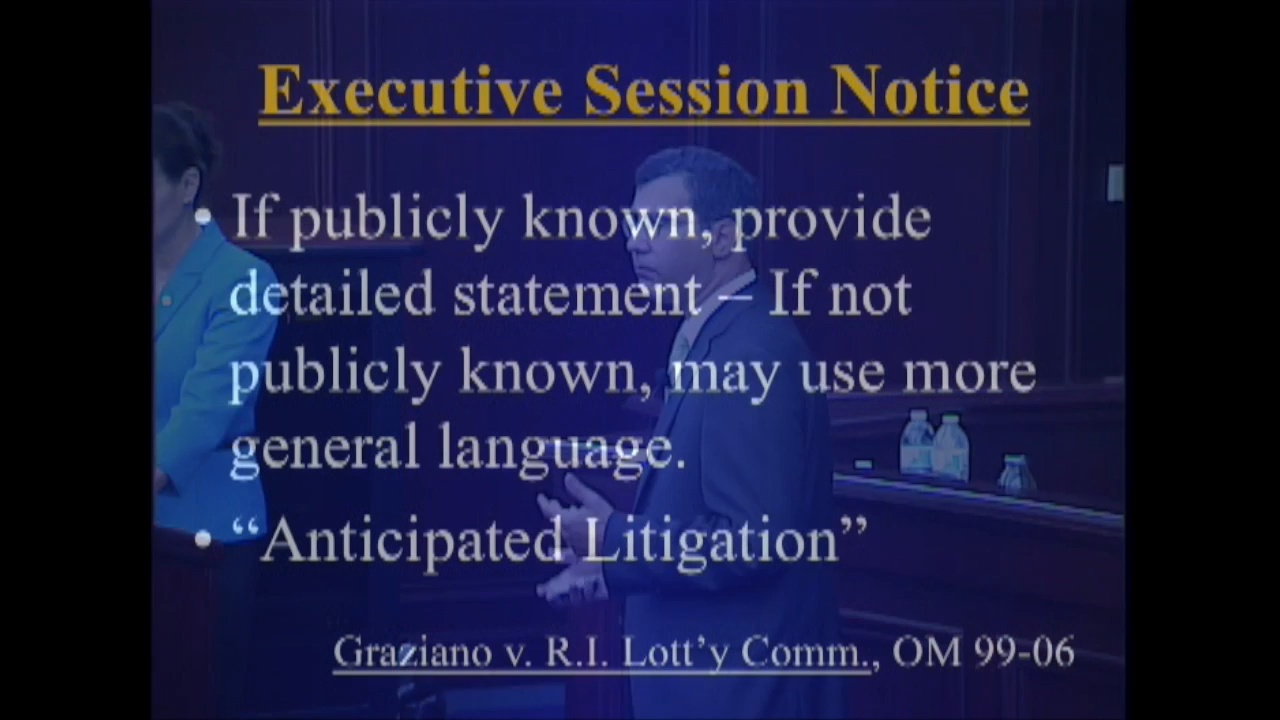 Executive Session Notice
• If publicly known, provide
detailed statement – If not
publicly known, may use more
general language.
• “Anticipated Litigation”
Graziano v. R.I. Lott’y Comm., OM 99-06